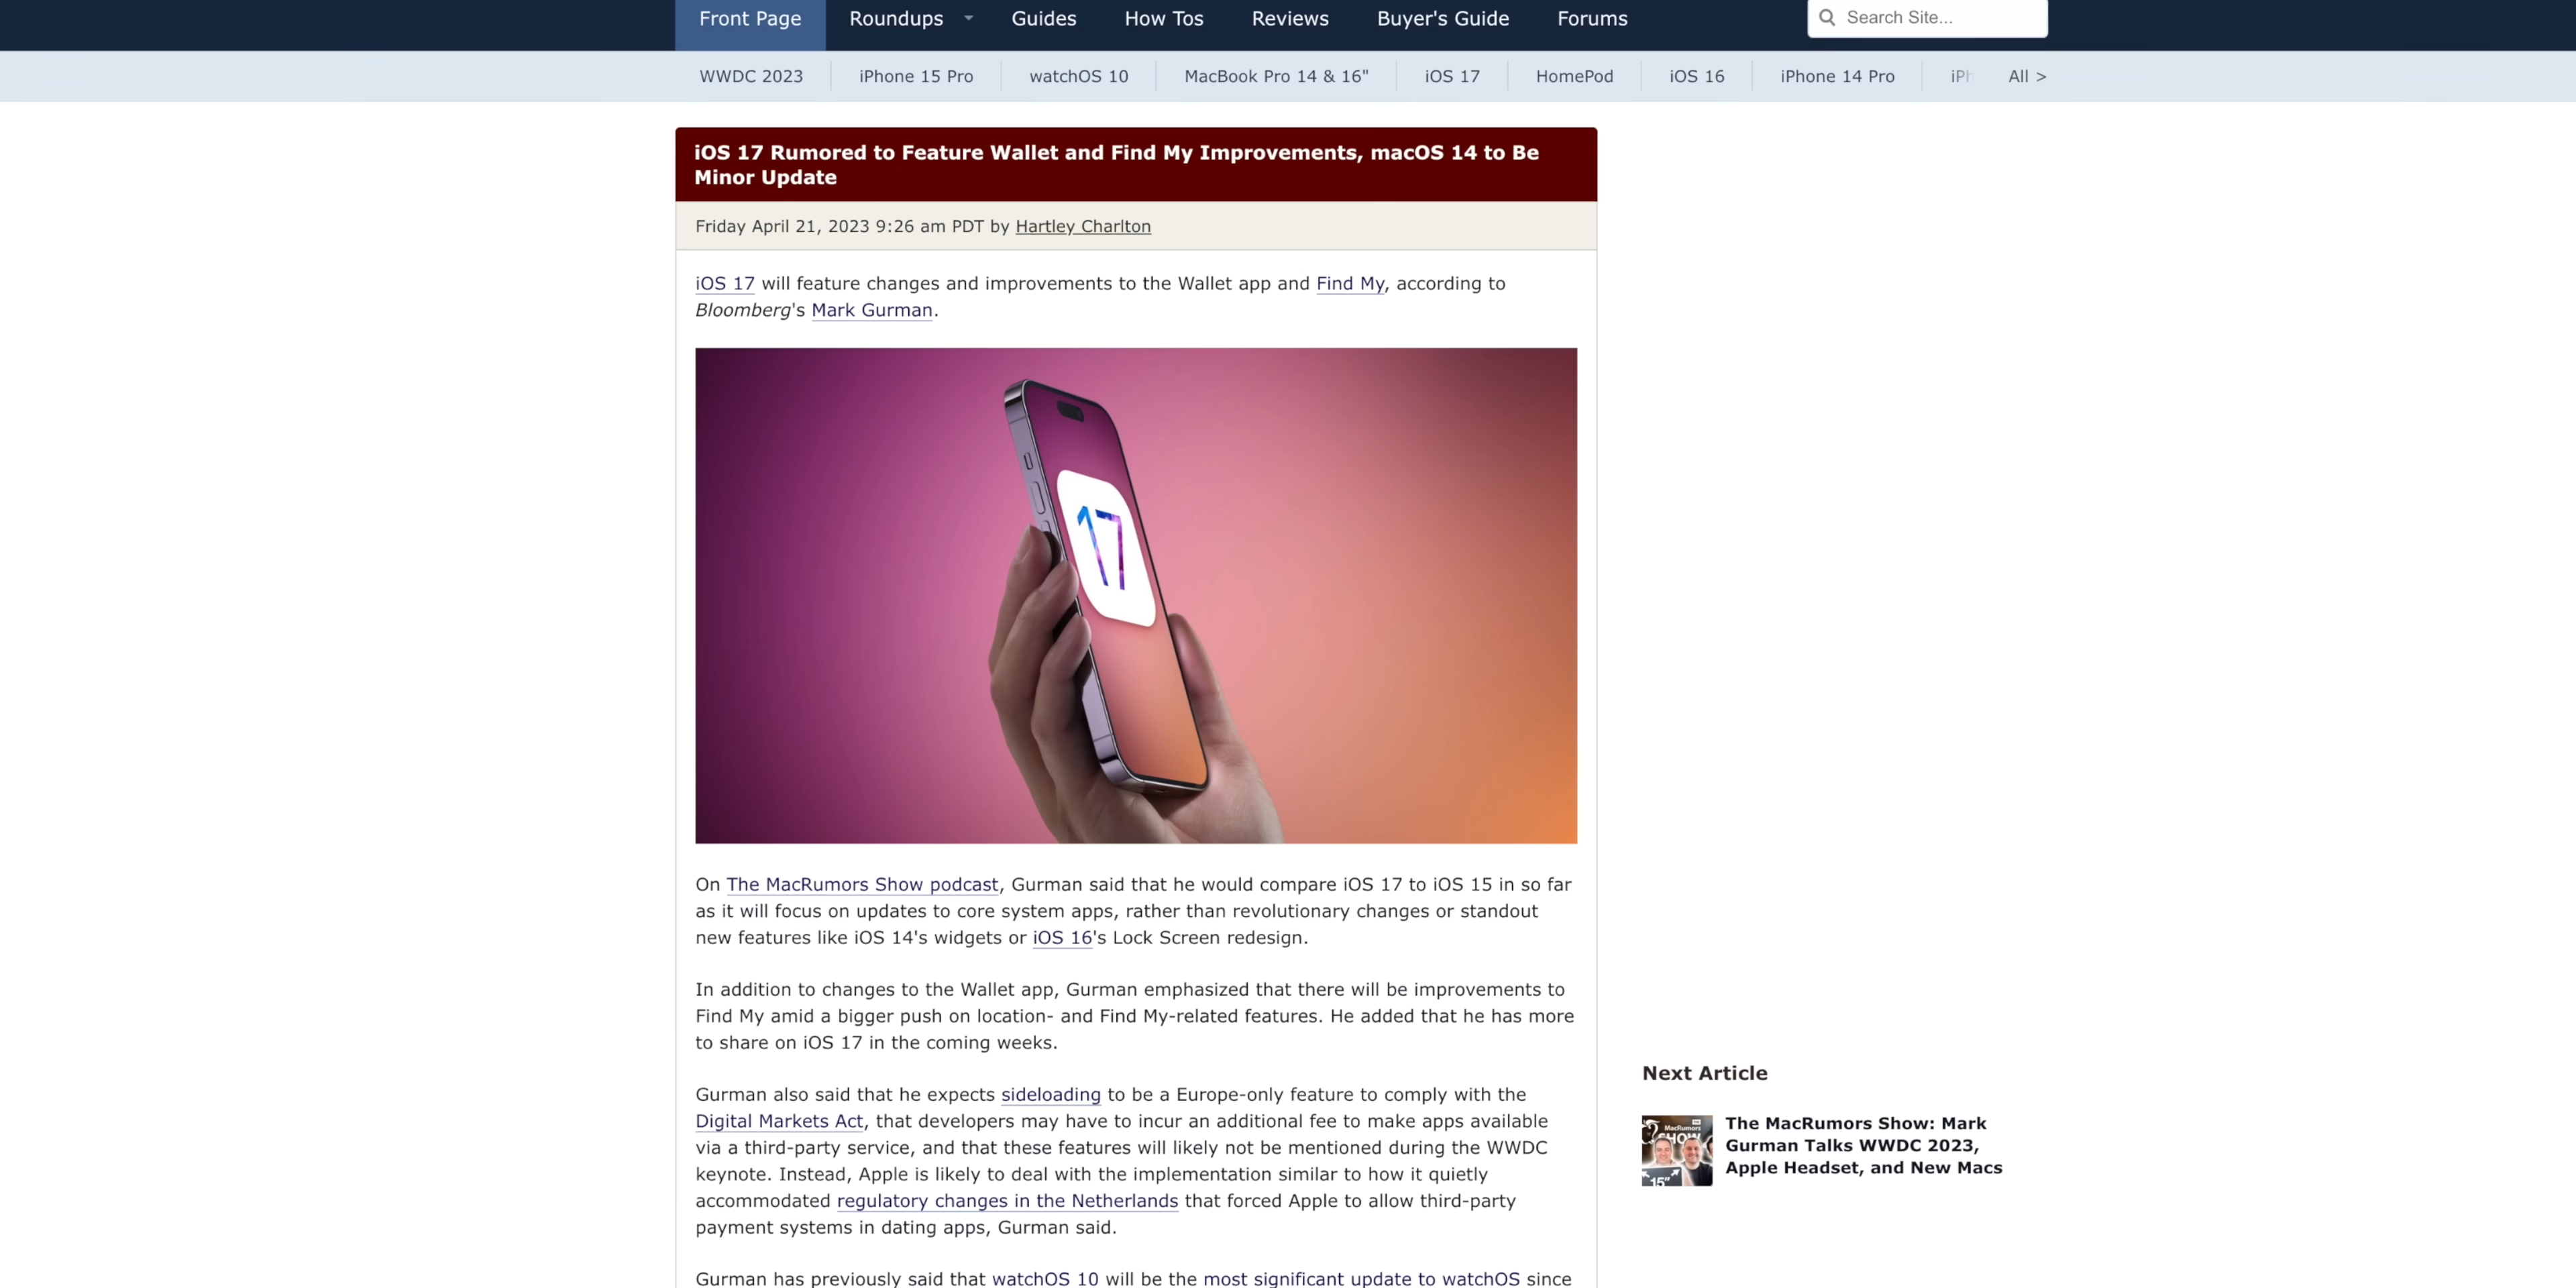 Front Page
Roundups
Guides
How Tos
Reviews
Buyer's Guide
Forums
Search Site...
WWDC 2023
iPhone 15 Pro
watchOS 10
MacBook Pro 14 & 16"
iOS 17
HomePod
iOS 16
iPhone 14 Pro
All >
iOS 17 Rumored to Feature Wallet and Find My Improvements, macOS 14 to Be
Minor Update
Friday April 21, 2023 9:26 am PDT by Hartley Charlton
iOS 17 will feature changes and improvements to the Wallet app and Find My, according to
Bloomberg's Mark Gurman.
17
On The MacRumors Show podcast, Gurman said that he would compare iOS 17 to iOS 15 in so far
as it will focus on updates to core system apps, rather than revolutionary changes or standout
new features like iOS 14's widgets or iOS 16's Lock Screen redesign.
In addition to changes to the Wallet app, Gurman emphasized that there will be improvements to
Find My amid a bigger push on location- and Find My-related features. He added that he has more
to share on iOS 17 in the coming weeks.
Gurman also said that he expects sideloading to be a Europe-only feature to comply with the
Digital Markets Act, that developers may have to incur an additional fee to make apps available
via a third-party service, and that these features will likely not be mentioned during the WWDC
keynote. Instead, Apple is likely to deal with the implementation similar to how it quietly
accommodated regulatory changes in the Netherlands that forced Apple to allow third-party
payment systems in dating apps, Gurman said.
Gurman has previously said that watchOS 10 will be the most significant update to watchOS since
Next Article
MacRumors
SHOW
15"
The MacRumors Show: Mark
Gurman Talks WWDC 2023,
Apple Headset, and New Macs